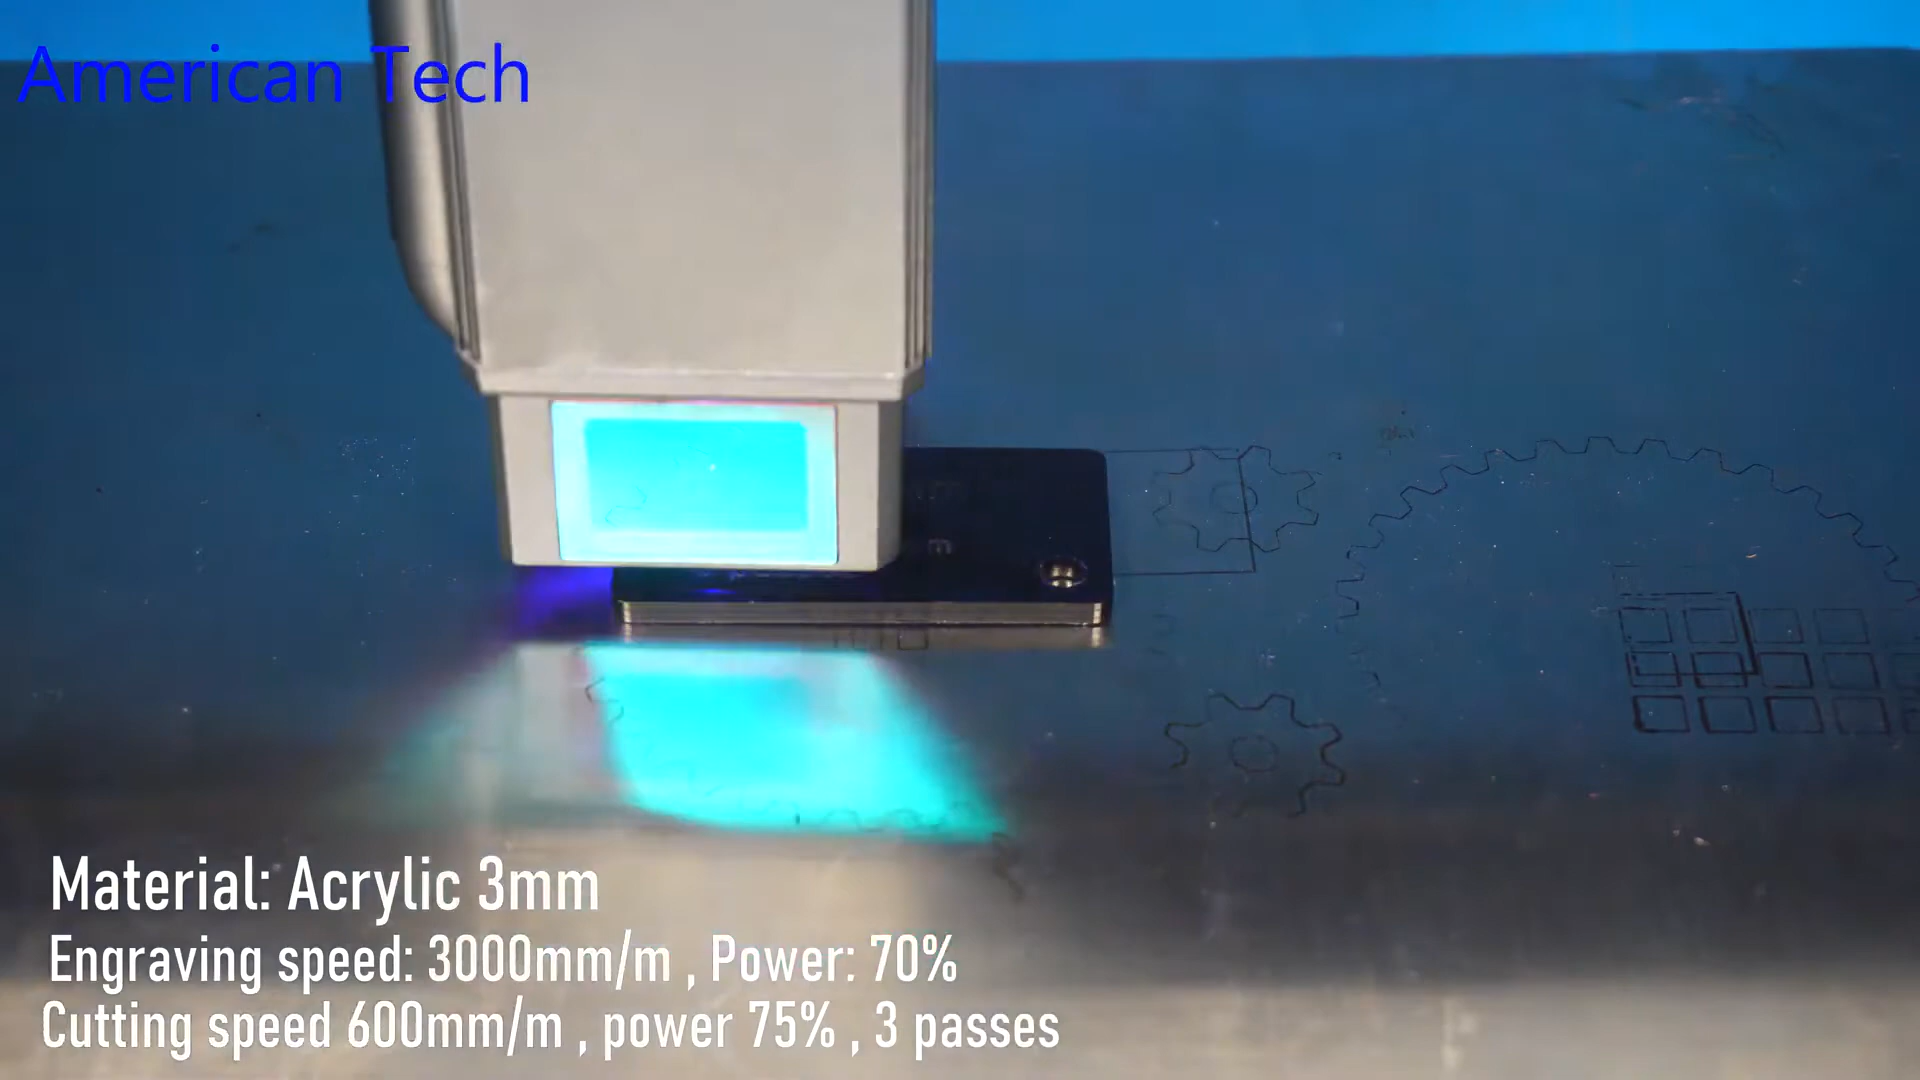 American Tech
Material: Acrylic 3mm
Engraving speed: 3000mm/m , Power: 70%
Cutting speed 600mm/m , power 75% , 3 passes